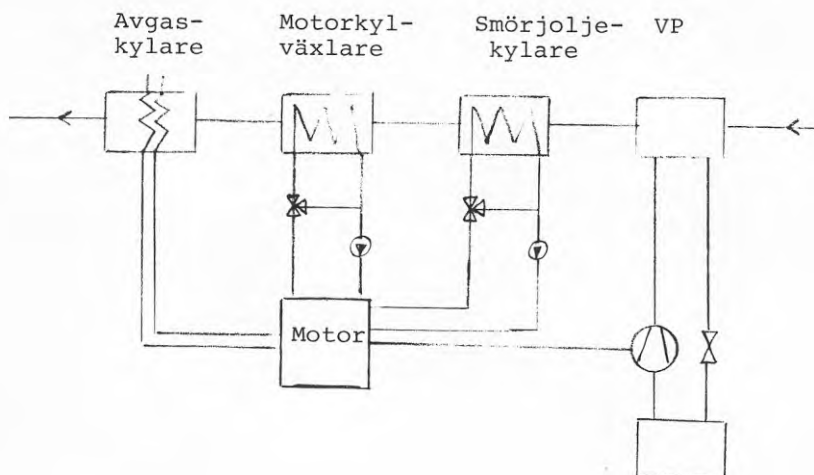 Avgas-
kylare
Motorkyl-
växlare
Smörjolje-
kylare
VP
Motor